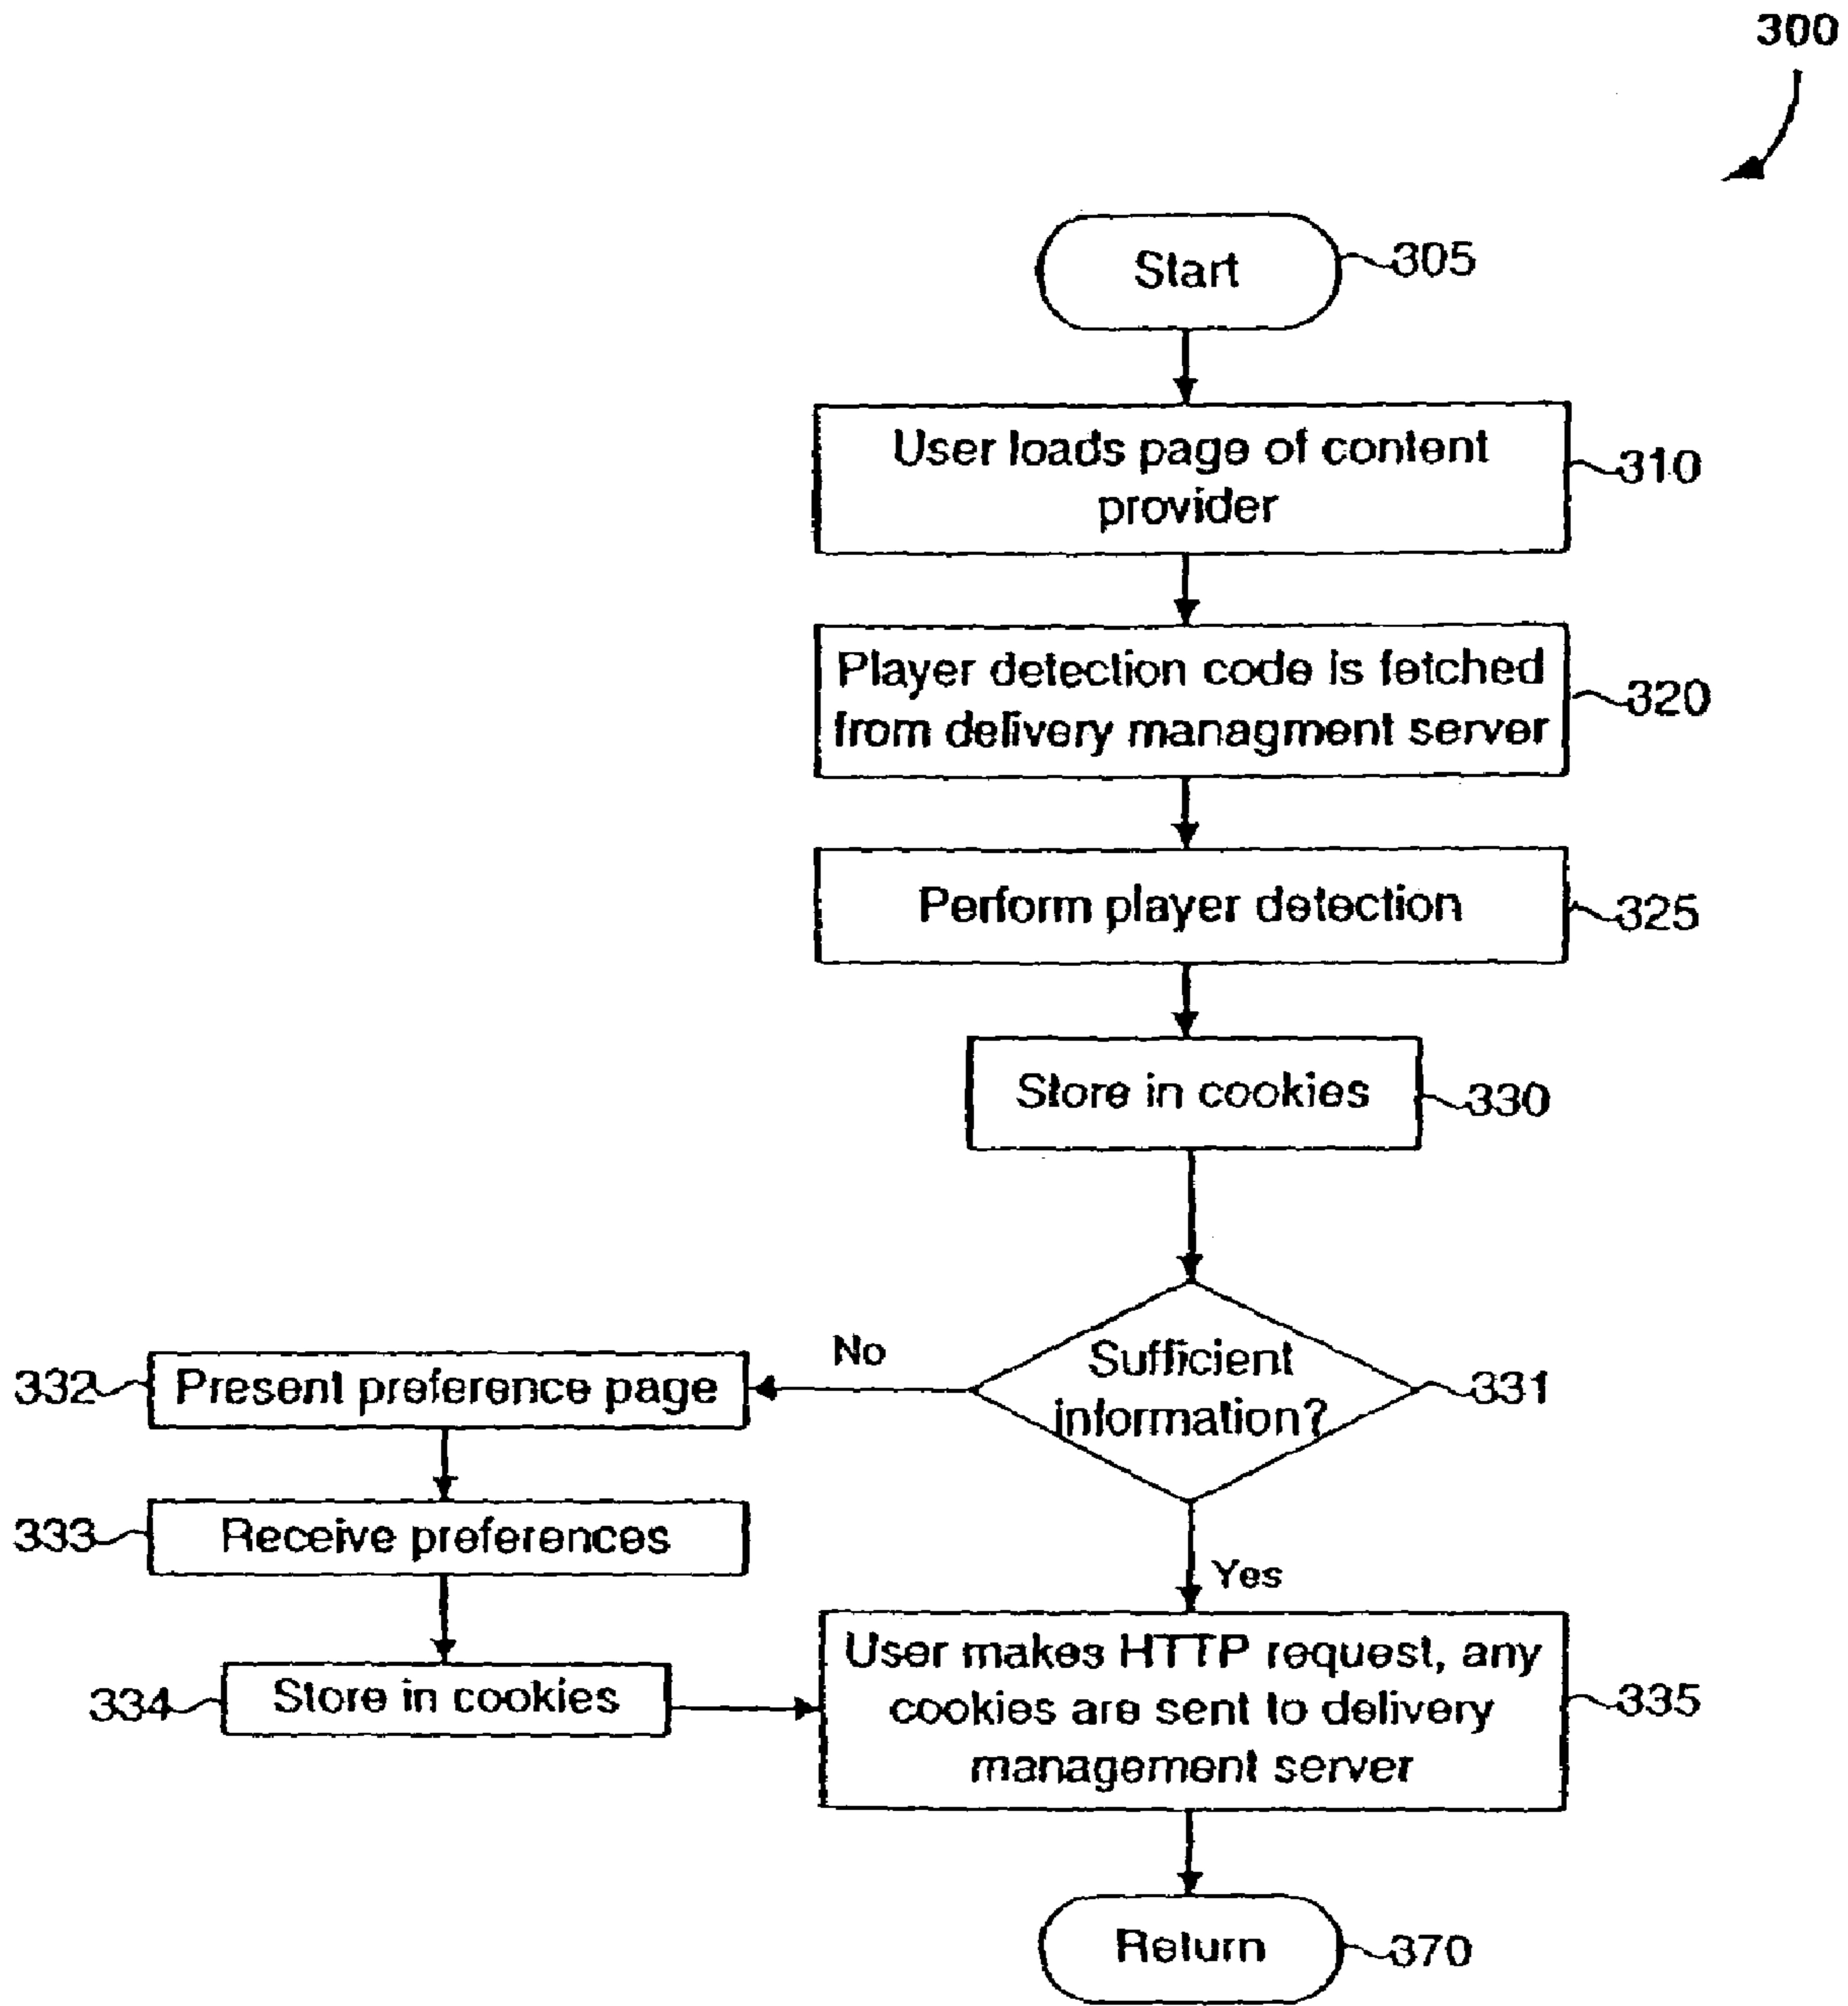 300
Start
305
User loads page of content
provider
310
Player detection code is fetched
from delivery managment server
320
Perform player detection
325
Store in cookies
330
Sufficient
information?
331
No
Yes
332
Present preference page
333
Receive preferences
334
Store in cookies
User makes HTTP request, any
cookies are sent to delivery
management server
335
Return
370